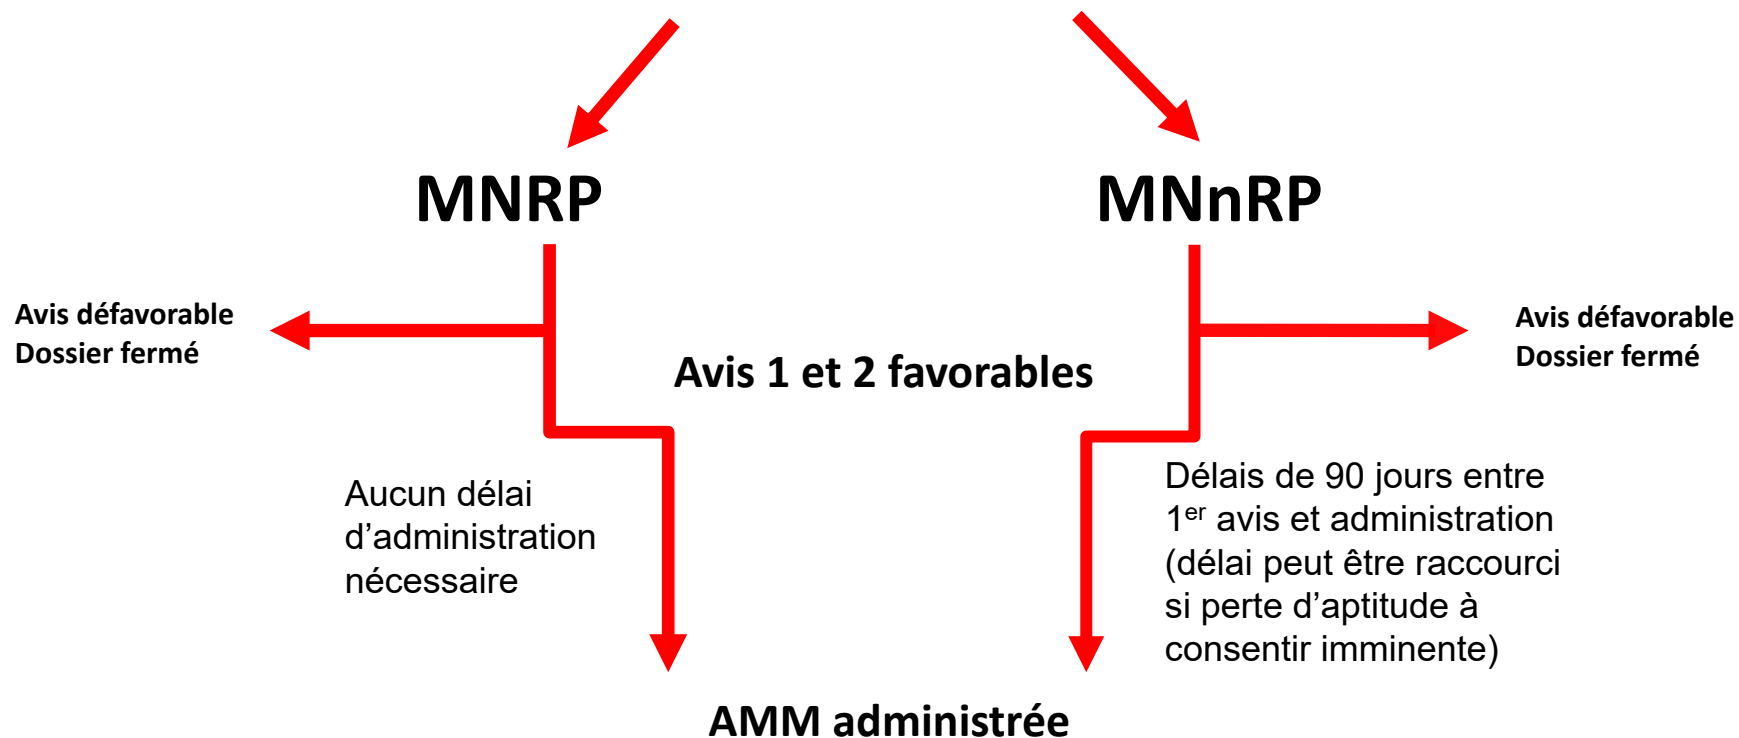 MNRP
MNnRP
Avis défavorable
Dossier fermé
Avis 1 et 2 favorables
Avis défavorable
Dossier fermé
Aucun délai
d’administration
nécessaire
Délais de 90 jours entre
1er avis et administration
(délai peut être raccourci
si perte d’aptitude à
consentir imminente)
AMM administrée